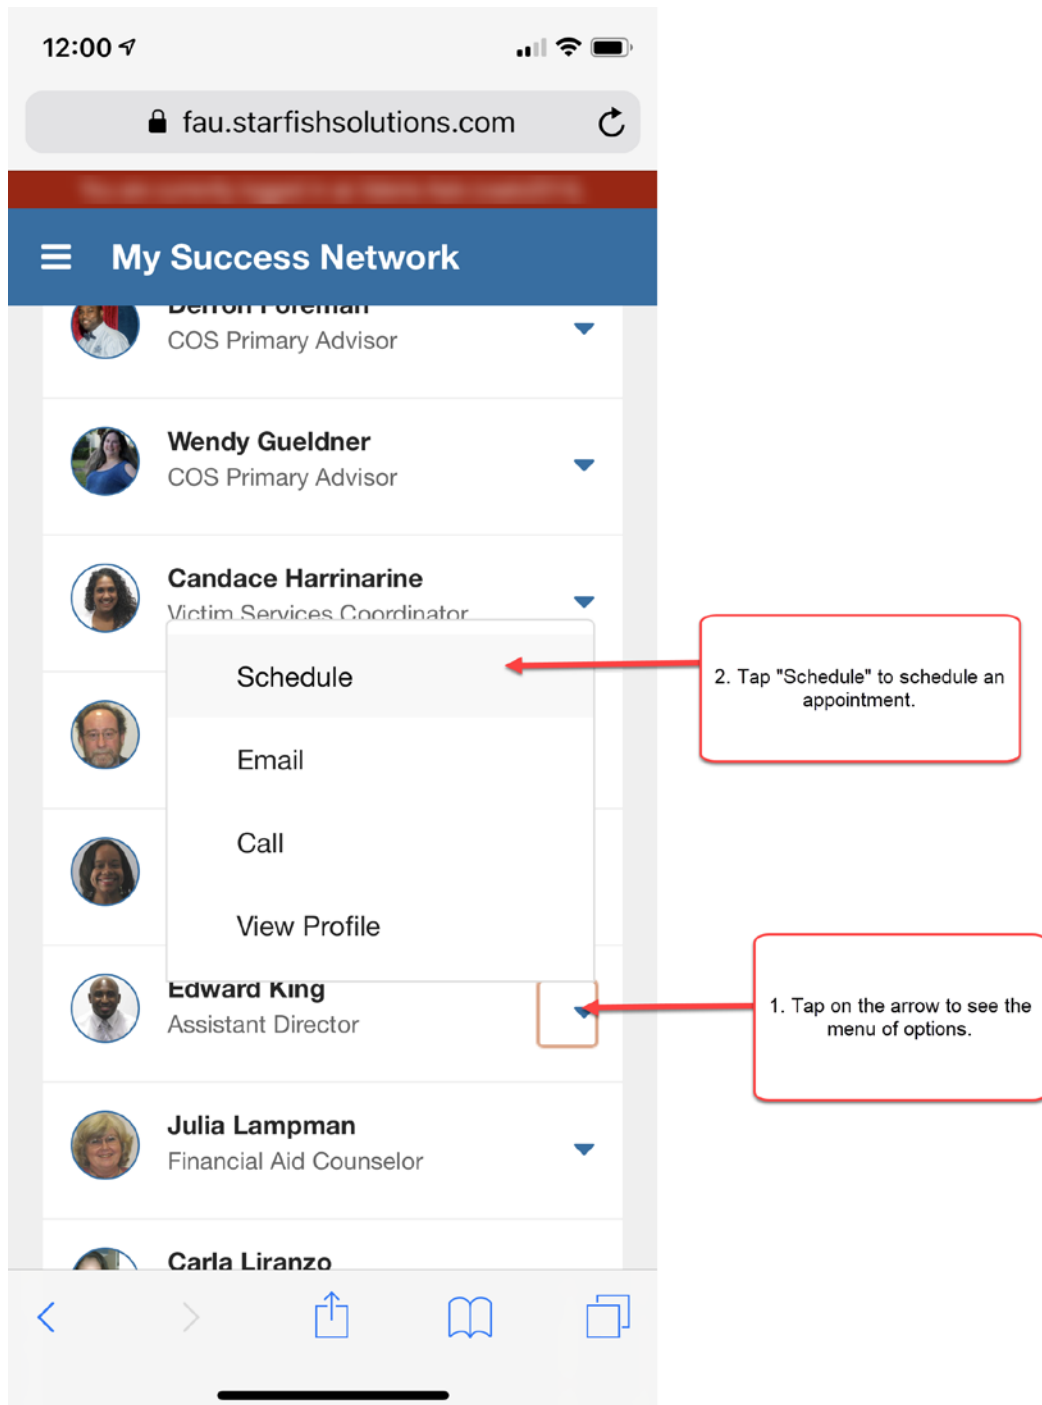 12:00
fau.starfishsolutions.com
My Success Network
Derron Foreman
COS Primary Advisor
Wendy Gueldner
COS Primary Advisor
Candace Harrinarine
Victim Services Coordinator
Schedule
2. Tap "Schedule" to schedule an
appointment.
Email
Call
View Profile
Edward King
Assistant Director
1. Tap on the arrow to see the
menu of options.
Julia Lampman
Financial Aid Counselor
Carla Liranzo